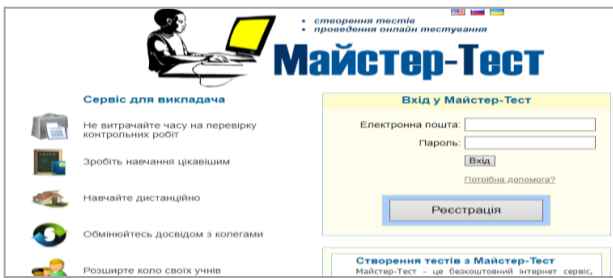 створення тестів
проведення онлайн тестування
Майстер-Тест
Сервіс для викладача
Не витрачайте часу на перевірку
контрольних робіт
Зробіть навчання цікавішим
Навчайте дистанційно
Обмінюйтесь досвідом з колегами
Розширте коло своїх учнів
Вхід у Майстер-Тест
Електронна пошта:
Пароль:
Вхід
Потрібна допомога?
Реєстрація
Створення тестів з Майстер-Тест
Майстер-Тест - це безкоштовний інтернет сервіс,